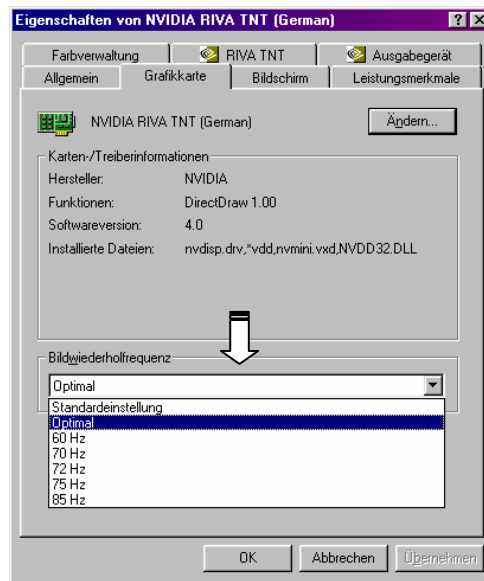 Eigenschaften von NVIDIA RIVA TNT (German)
Farbverwaltung RIVA TNT Ausgabegerät
Allgemein Grafikkarte Bildschirm Leistungsmerkmale
NVIDIA RIVA TNT (German) Ändern...
Karten-/Treiberinformationen
Hersteller: NVIDIA
Funktionen: DirectDraw 1.00
Softwareversion: 4.0
Installierte Dateien: nvdisp.drv,*vdd,nvmini.vxd,NVDD32.DLL
Bildwiederholfrequenz
Optimal
Standardeinstellung
Optimal
60 Hz
70 Hz
72 Hz
75 Hz
85 Hz
OK Abbrechen Übernehmen